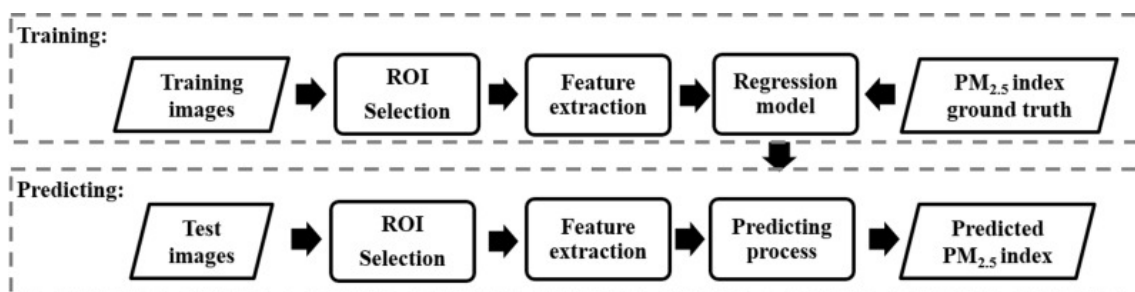 Training:
Training
images
ROI
Selection
Feature
extraction
Regression
model
PM₂.₅ index
ground truth
Predicting:
Test
images
ROI
Selection
Feature
extraction
Predicting
process
Predicted
PM₂.₅ index